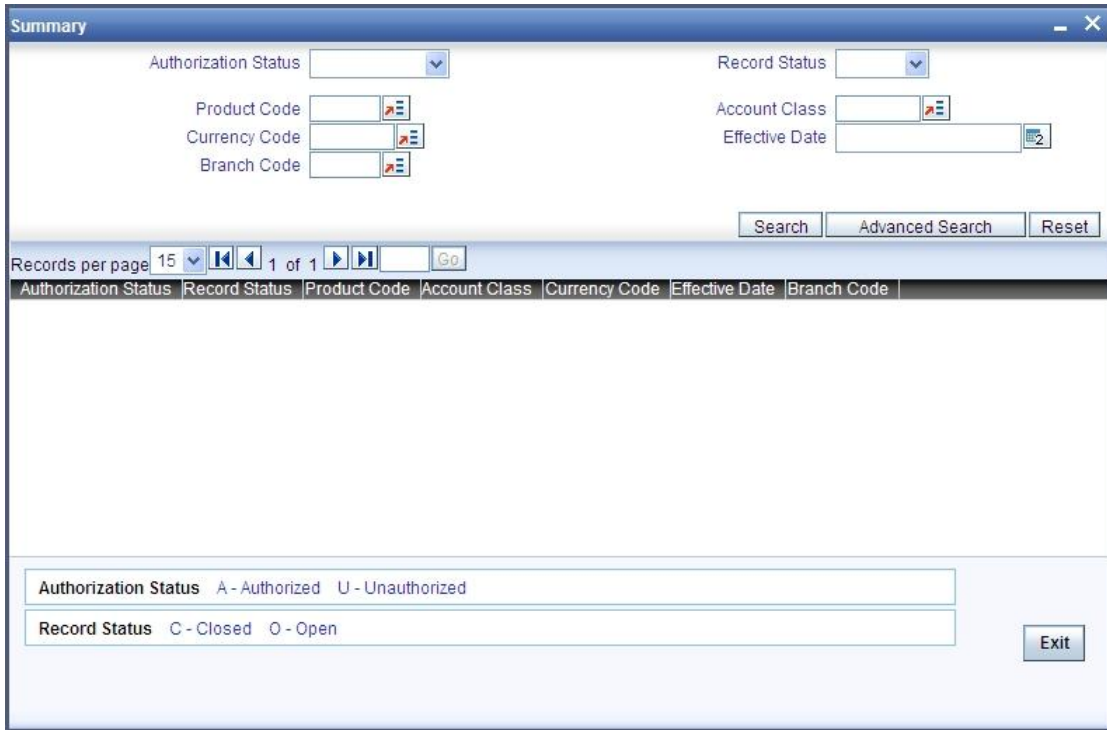 Summary
Authorization Status Record Status
Product Code Account Class
Currency Code Effective Date
Branch Code
Search Advanced Search Reset
Records per page 15 1 of 1 Go
Authorization Status Record Status Product Code Account Class Currency Code Effective Date Branch Code
Authorization Status A - Authorized U - Unauthorized
Record Status C - Closed O - Open
Exit